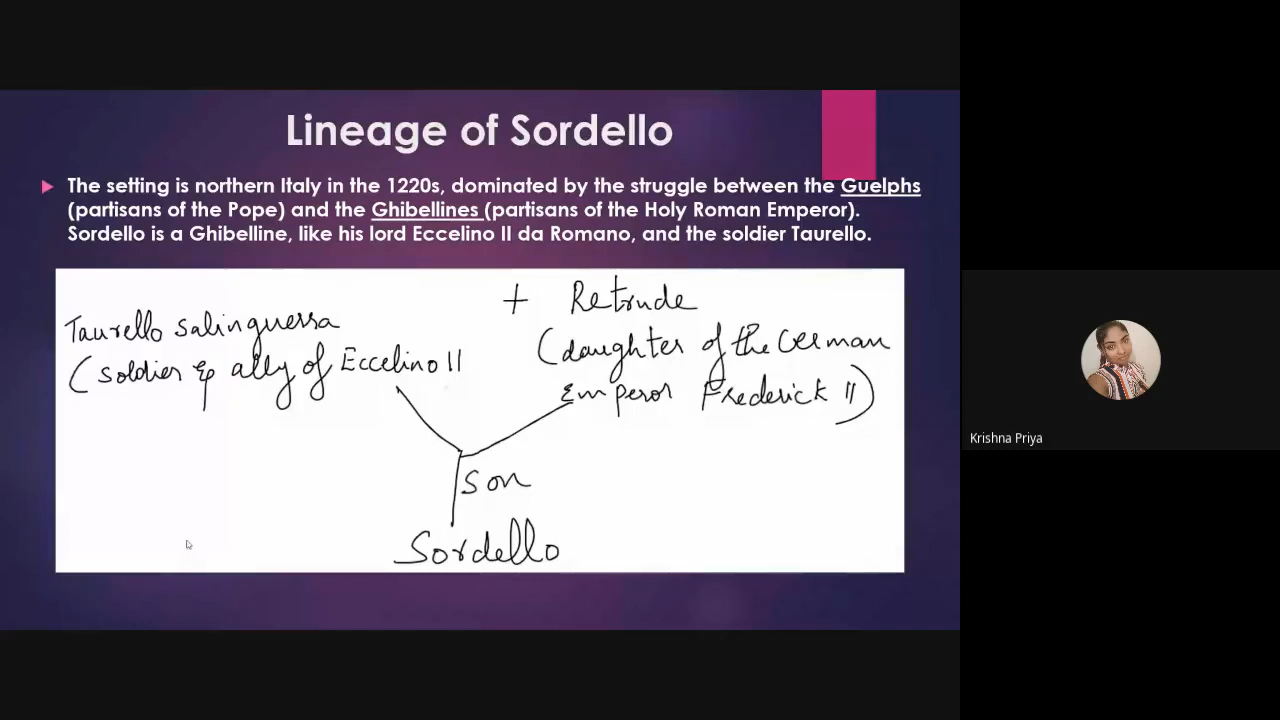 Lineage of Sordello
The setting is northern Italy in the 1220s, dominated by the struggle between the Guelphs
(partisans of the Pope) and the Ghibellines (partisans of the Holy Roman Emperor).
Sordello is a Ghibelline, like his lord Eccelino II da Romano, and the soldier Taurello.
Taurello salinguerra
(soldier & ally of Eccelino II
+ Retrude
(daughter of the German
Emperor Frederick II)
son
Sordello
Krishna Priya